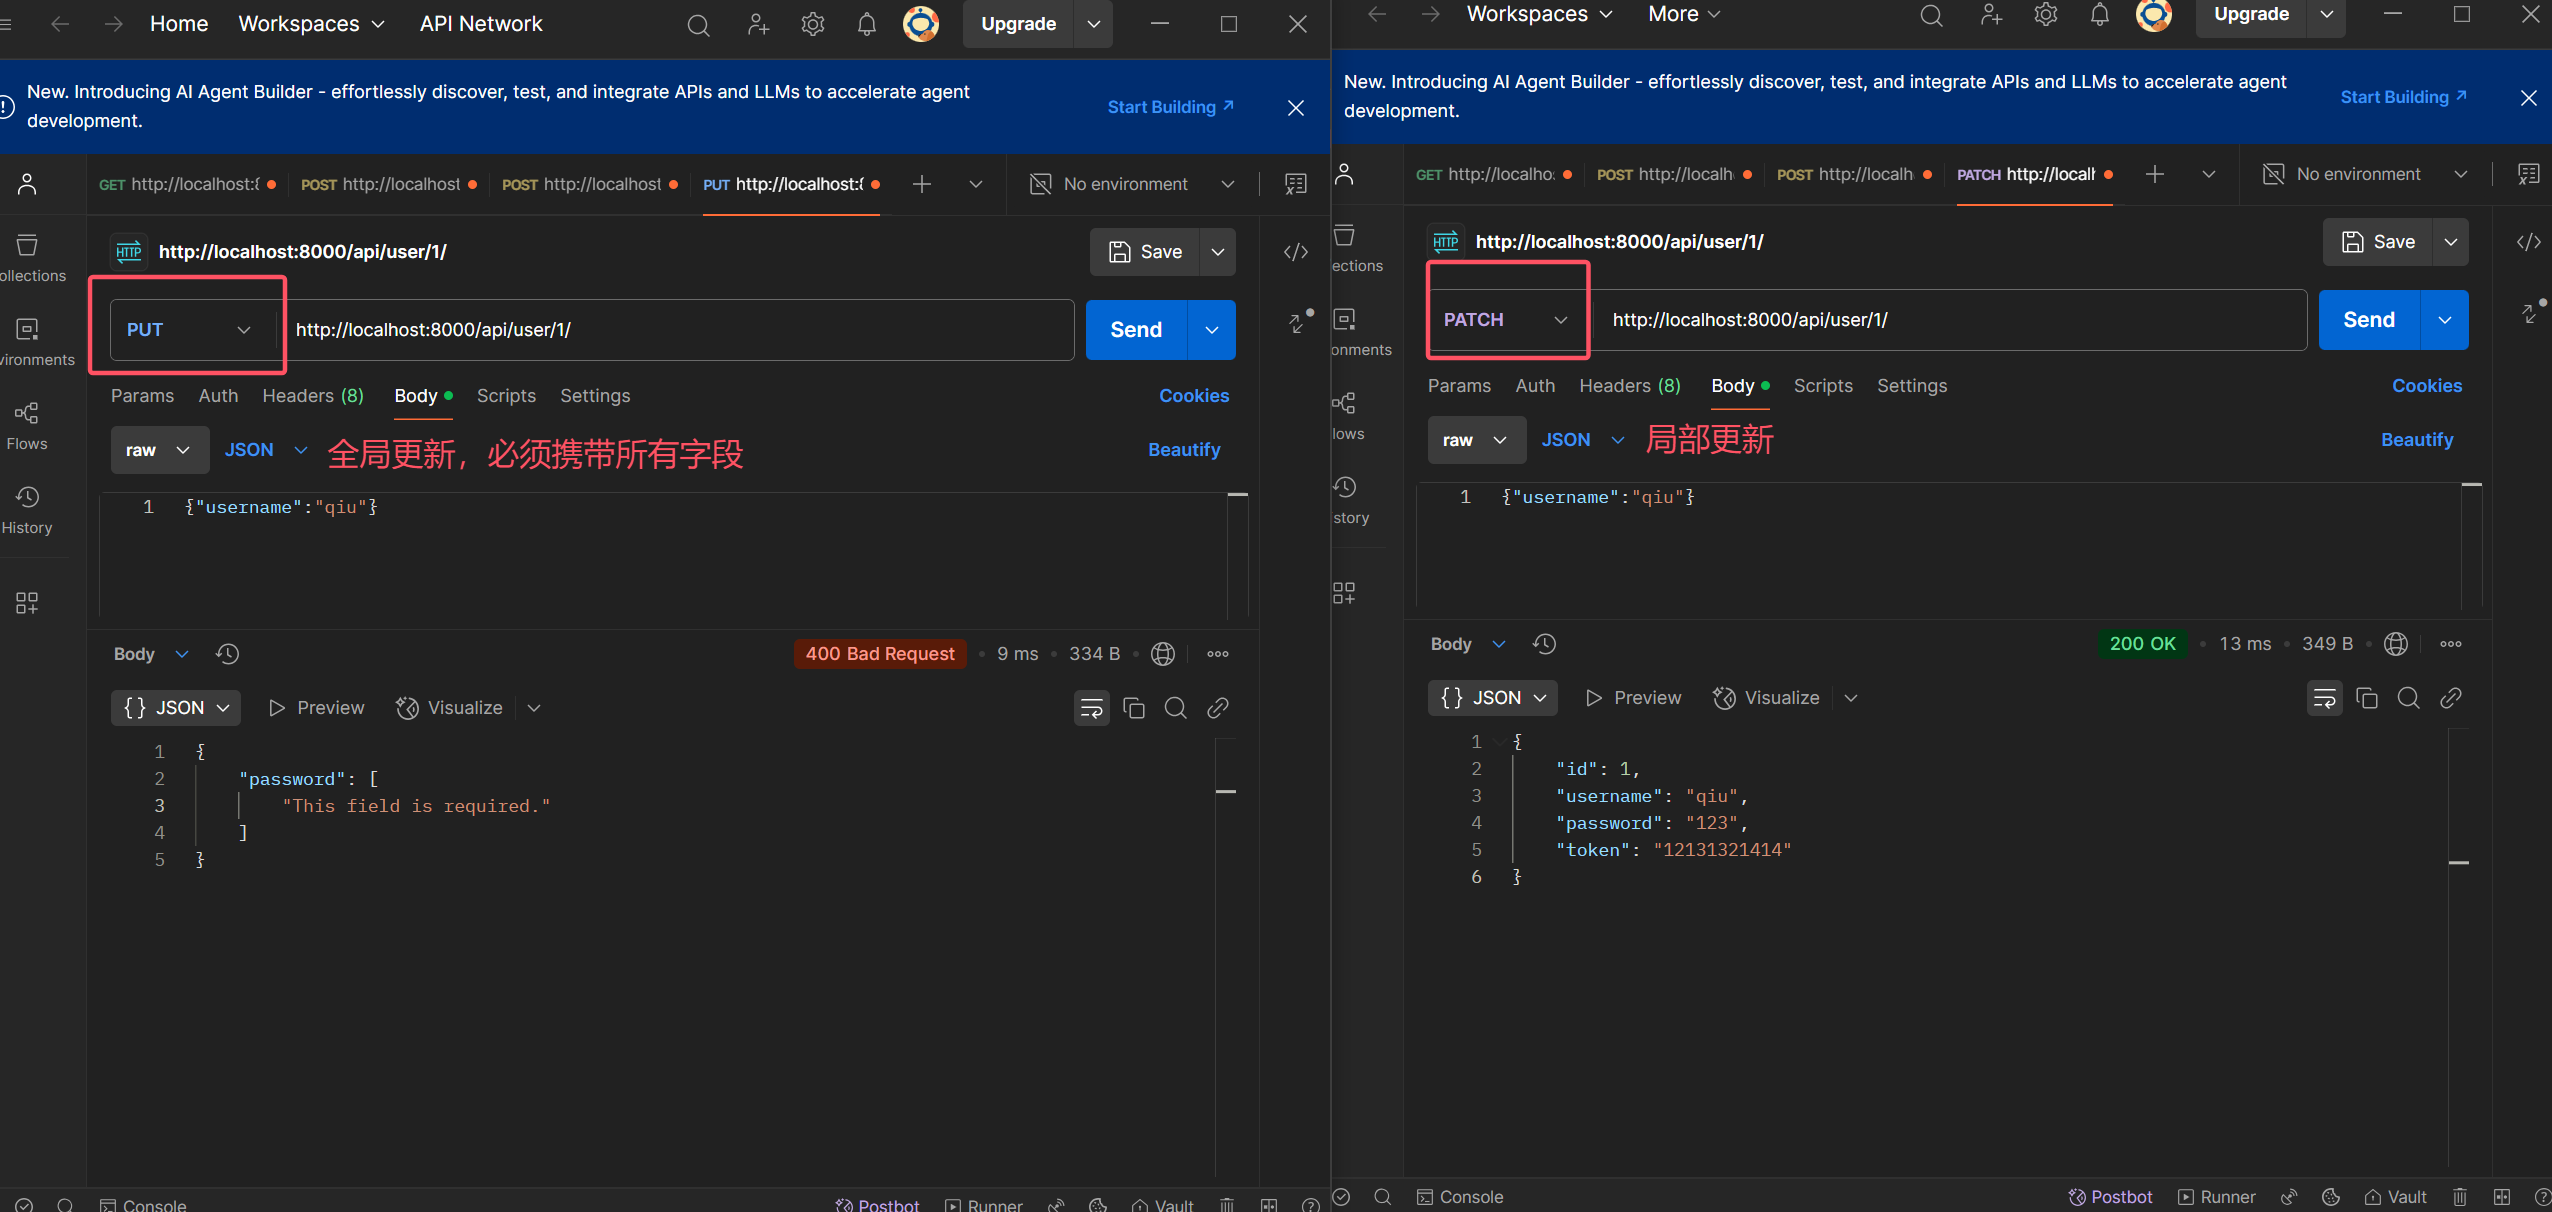 Home Workspaces API Network Upgrade
New. Introducing AI Agent Builder - effortlessly discover, test, and integrate APIs and LLMs to accelerate agent
development.
Start Building
GET http://localhost:8 POST http://localhost POST http://localhost PUT http://localhost:8 No environment
HTTP http://localhost:8000/api/user/1/ Save
ollections
PUT http://localhost:8000/api/user/1/ Send
vironments
Params Auth Headers (8) Body Scripts Settings Cookies
Flows
raw JSON 全局更新，必须携带所有字段 Beautify
1 {"username":"qiu"}
History
Body 400 Bad Request 9 ms 334 B
{} JSON Preview Visualize
1 {
2 "password": [
3 "This field is required."
4 ]
5 }
Console Postbot Runner Vault
Workspaces More Upgrade
New. Introducing AI Agent Builder - effortlessly discover, test, and integrate APIs and LLMs to accelerate agent
development.
Start Building
GET http://localho: POST http://localh POST http://localh PATCH http://localh No environment
HTTP http://localhost:8000/api/user/1/ Save
ections
PATCH http://localhost:8000/api/user/1/ Send
onments
Params Auth Headers (8) Body Scripts Settings Cookies
lows
raw JSON 局部更新 Beautify
1 {"username":"qiu"}
story
Body 200 OK 13 ms 349 B
{} JSON Preview Visualize
1 {
2 "id": 1,
3 "username": "qiu",
4 "password": "123",
5 "token": "12131321414"
6 }
Console Postbot Runner Vault